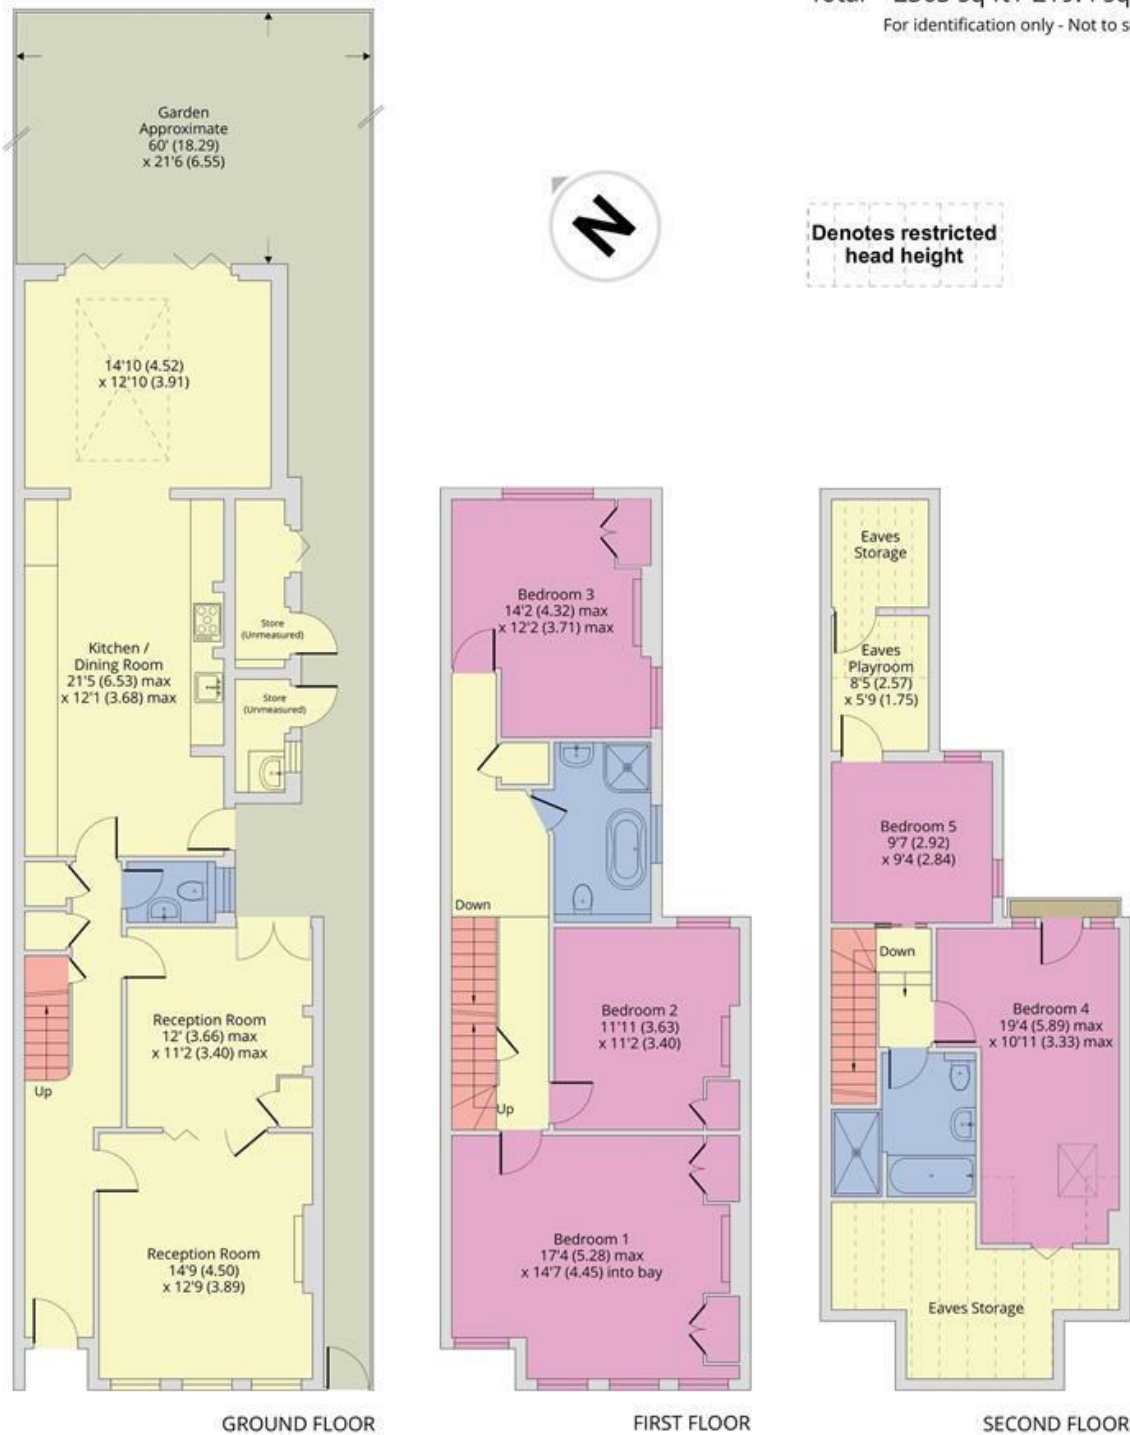 For identification only - Not to s
Garden
Approximate
60' (18.29)
x 21'6 (6.55)
N
Denotes restricted
head height
14'10 (4.52)
x 12'10 (3.91)
Kitchen /
Dining Room
21'5 (6.53) max
x 12'1 (3.68) max
Store
(Unmeasured)
Store
(Unmeasured)
Reception Room
12' (3.66) max
x 11'2 (3.40) max
Up
Reception Room
14'9 (4.50)
x 12'9 (3.89)
GROUND FLOOR
Bedroom 3
14'2 (4.32) max
x 12'2 (3.71) max
Down
Bedroom 2
11'11 (3.63)
x 11'2 (3.40)
Up
Bedroom 1
17'4 (5.28) max
x 14'7 (4.45) into bay
FIRST FLOOR
Eaves
Storage
Eaves
Playroom
8'5 (2.57)
x 5'9 (1.75)
Bedroom 5
9'7 (2.92)
x 9'4 (2.84)
Down
Bedroom 4
19'4 (5.89) max
x 10'11 (3.33) max
Eaves Storage
SECOND FLOOR